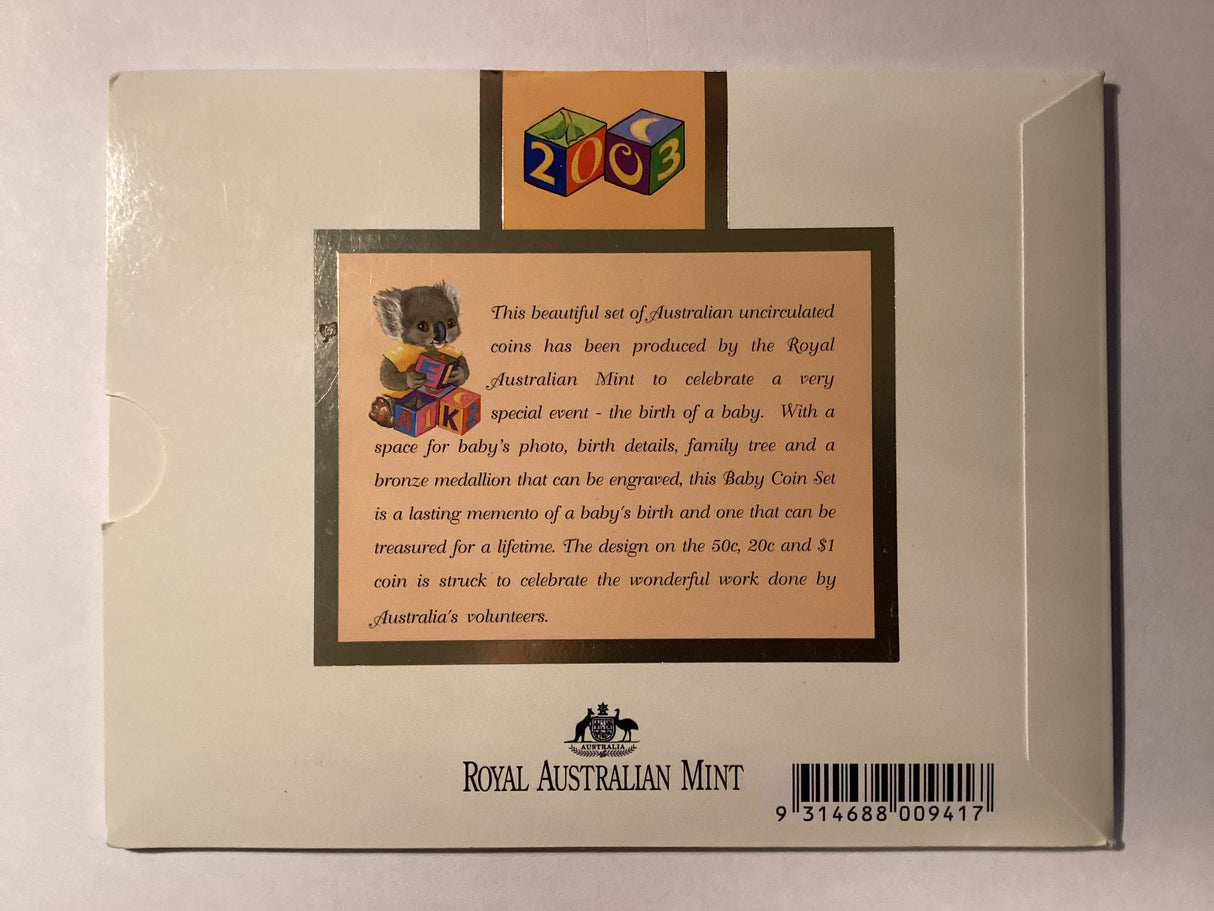 2003
This beautiful set of Australian uncirculated
coins has been produced by the Royal
Australian Mint to celebrate a very
special event - the birth of a baby. With a
space for baby's photo, birth details, family tree and a
bronze medallion that can be engraved, this Baby Coin Set
is a lasting memento of a baby's birth and one that can be
treasured for a lifetime. The design on the 50c, 20c and $1
coin is struck to celebrate the wonderful work done by
Australia's volunteers.
AUSTRALIA
ROYAL AUSTRALIAN MINT
9 314688 009417